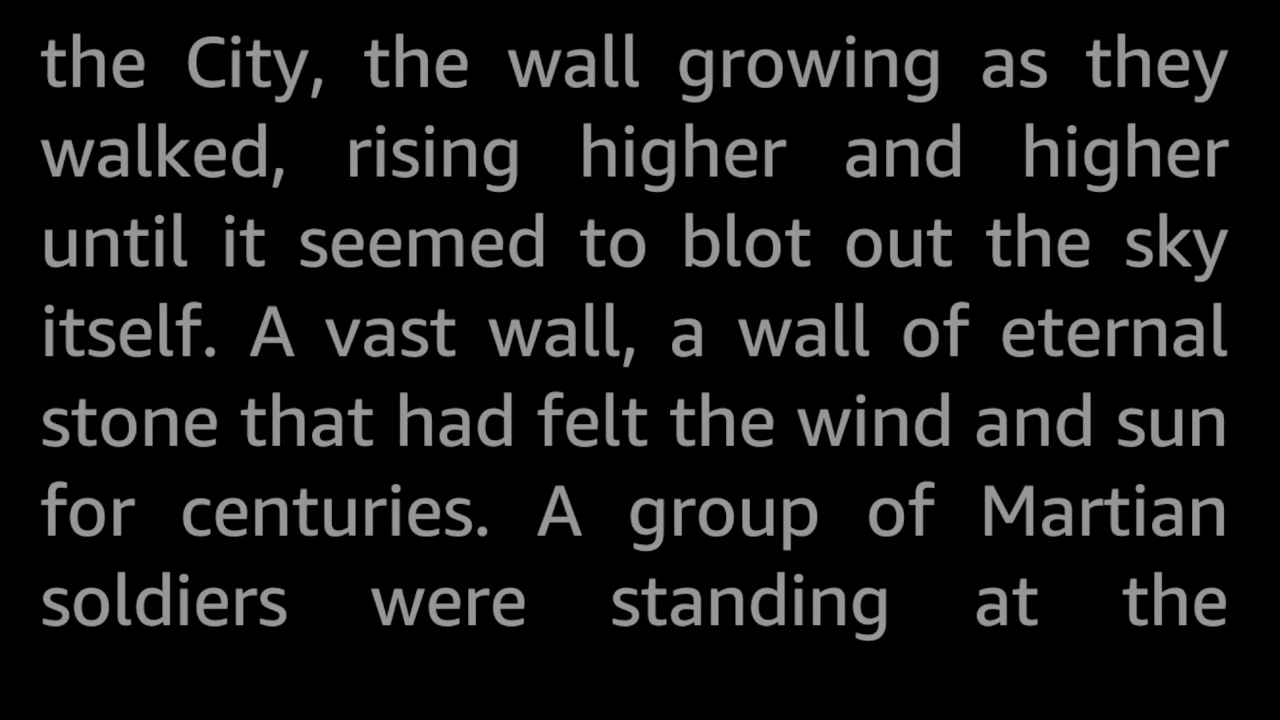 the City, the wall growing as they
walked, rising higher and higher
until it seemed to blot out the sky
itself. A vast wall, a wall of eternal
stone that had felt the wind and sun
for centuries. A group of Martian
soldiers were standing at the